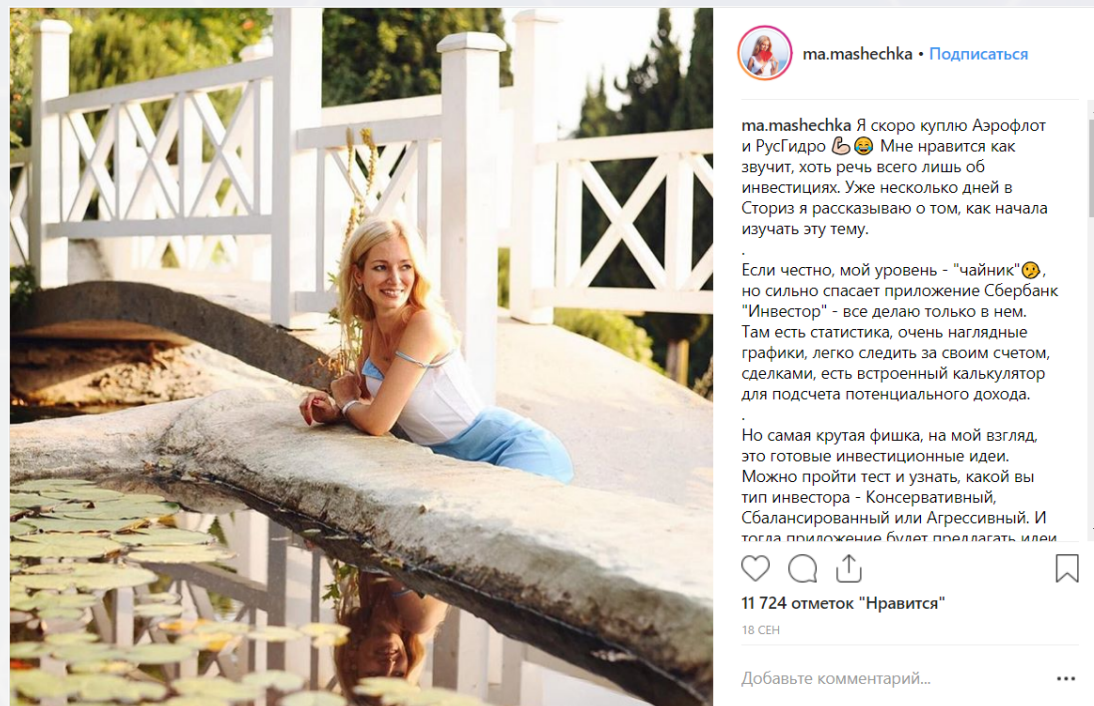 ma.mashechka • Подписаться
ma.mashechka Я скоро куплю Аэрофлот
и РусГидро 💪😂 Мне нравится как
звучит, хоть речь всего лишь об
инвестициях. Уже несколько дней в
Сториз я рассказываю о том, как начала
изучать эту тему.
.
Если честно, мой уровень - "чайник"🤔,
но сильно спасает приложение Сбербанк
"Инвестор" - все делаю только в нем.
Там есть статистика, очень наглядные
графики, легко следить за своим счетом,
сделками, есть встроенный калькулятор
для подсчета потенциального дохода.
.
Но самая крутая фишка, на мой взгляд,
это готовые инвестиционные идеи.
Можно пройти тест и узнать, какой вы
тип инвестора - Консервативный,
Сбалансированный или Агрессивный. И
тогда приложение будет предлагать идеи
11 724 отметок "Нравится"
18 СЕН
Добавьте комментарий...